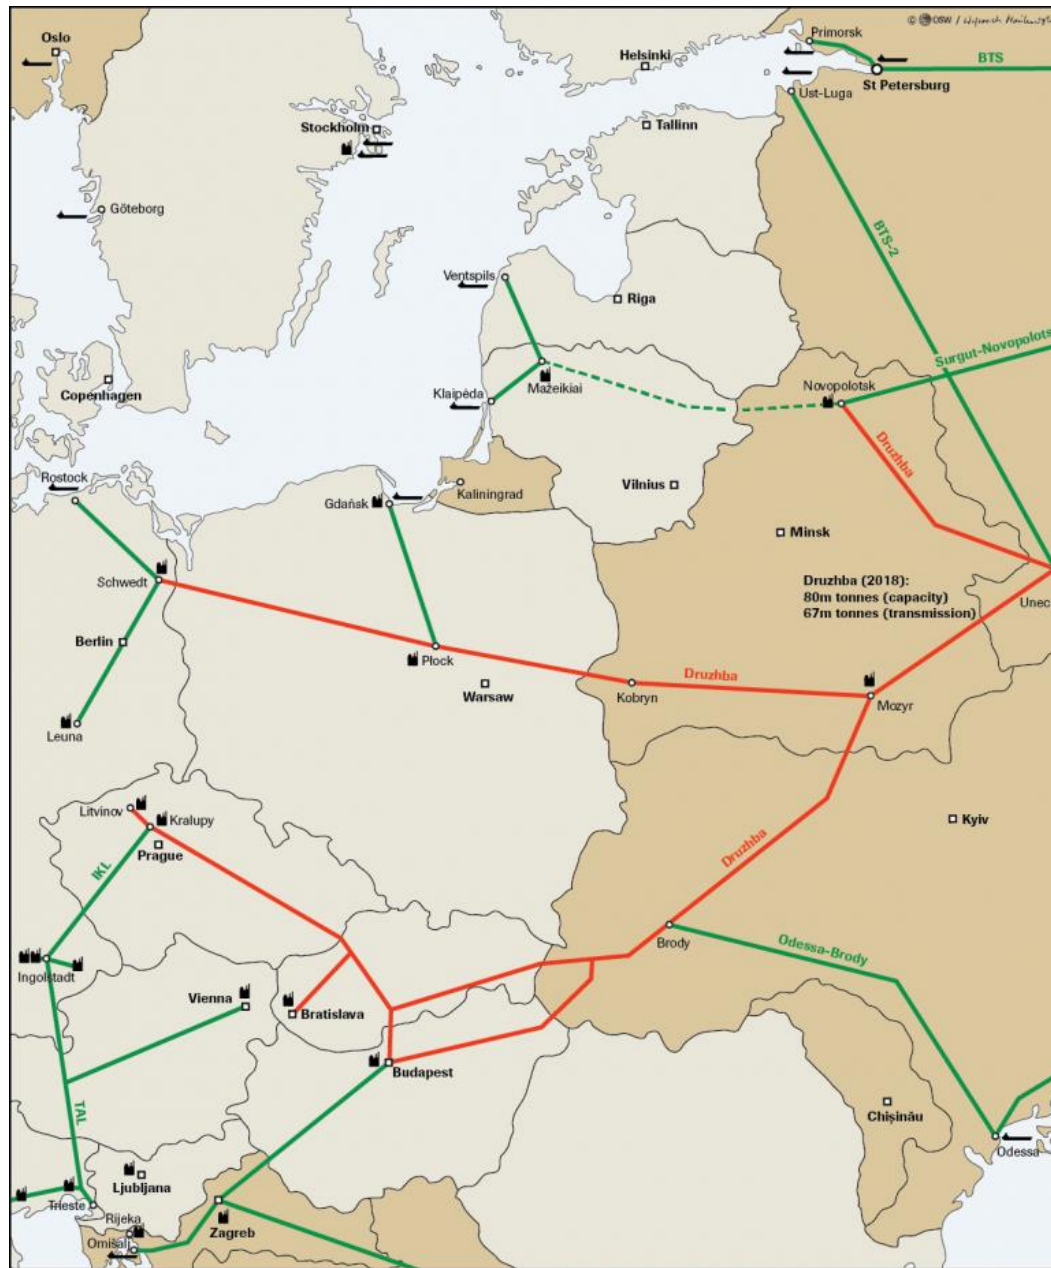 © OSW / Wojciech Mańkowski
Oslo
Primorsk
BTS
Helsinki
St Petersburg
Ust-Luga
Stockholm
Tallinn
Göteborg
BTS-2
Ventspils
Riga
Surgut-Novopolots
Copenhagen
Mažeikiai
Klaipėda
Novopolotsk
Druzhba
Rostock
Kaliningrad
Vilnius
Gdańsk
Minsk
Schwedt
Druzhba (2018):
80m tonnes (capacity)
67m tonnes (transmission)
Unec
Berlin
Płock
Druzhba
Warsaw
Kobryn
Mozyr
Leuna
Litvinov
Kralupy
Kyiv
Prague
Druzhba
IKL
Brody
Odessa-Brody
Ingolstadt
Vienna
Bratislava
Budapest
TAL
Chișinău
Odessa
Ljubljana
Trieste
Rijeka
Zagreb
Omišalj